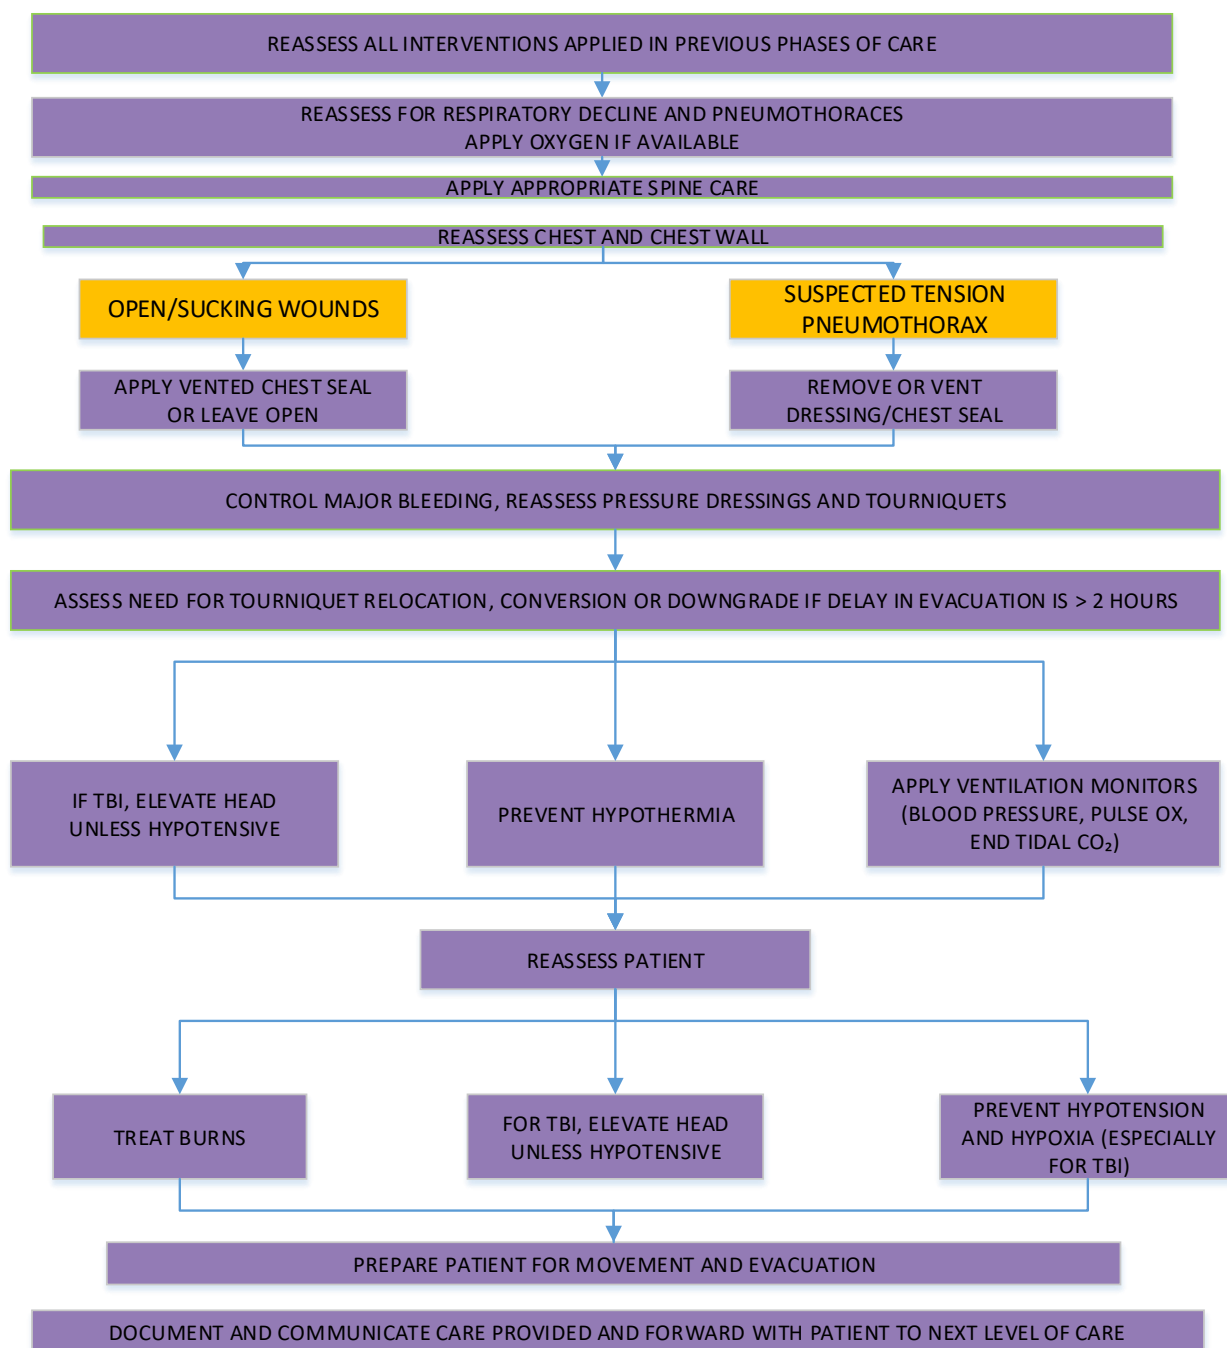 REASSESS ALL INTERVENTIONS APPLIED IN PREVIOUS PHASES OF CARE
REASSESS FOR RESPIRATORY DECLINE AND PNEUMOTHORACES
APPLY OXYGEN IF AVAILABLE
APPLY APPROPRIATE SPINE CARE
REASSESS CHEST AND CHEST WALL
OPEN/SUCKING WOUNDS
SUSPECTED TENSION
PNEUMOTHORAX
APPLY VENTED CHEST SEAL
OR LEAVE OPEN
REMOVE OR VENT
DRESSING/CHEST SEAL
CONTROL MAJOR BLEEDING, REASSESS PRESSURE DRESSINGS AND TOURNIQUETS
ASSESS NEED FOR TOURNIQUET RELOCATION, CONVERSION OR DOWNGRADE IF DELAY IN EVACUATION IS > 2 HOURS
IF TBI, ELEVATE HEAD
UNLESS HYPOTENSIVE
PREVENT HYPOTHERMIA
APPLY VENTILATION MONITORS
(BLOOD PRESSURE, PULSE OX,
END TIDAL CO₂)
REASSESS PATIENT
TREAT BURNS
FOR TBI, ELEVATE HEAD
UNLESS HYPOTENSIVE
PREVENT HYPOTENSION
AND HYPOXIA (ESPECIALLY
FOR TBI)
PREPARE PATIENT FOR MOVEMENT AND EVACUATION
DOCUMENT AND COMMUNICATE CARE PROVIDED AND FORWARD WITH PATIENT TO NEXT LEVEL OF CARE